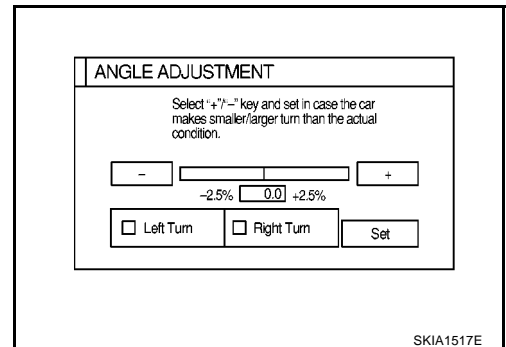 ANGLE ADJUSTMENT
Select "+"/"–" key and set in case the car
makes smaller/larger turn than the actual
condition.
– +
–2.5% 0.0 +2.5%
Left Turn Right Turn Set
SKIA1517E